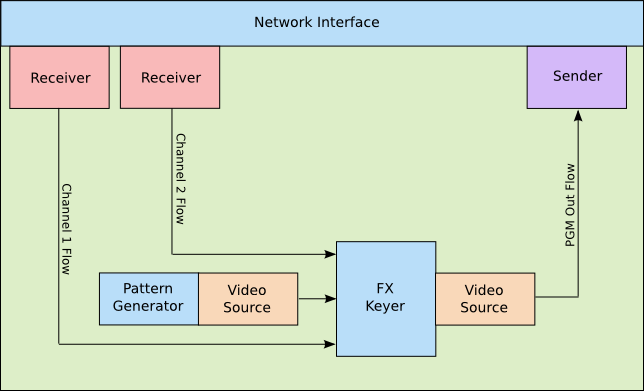 Network Interface
Receiver
Receiver
Sender
Channel 1 Flow
Channel 2 Flow
PGM Out Flow
Pattern
Generator
Video
Source
FX
Keyer
Video
Source